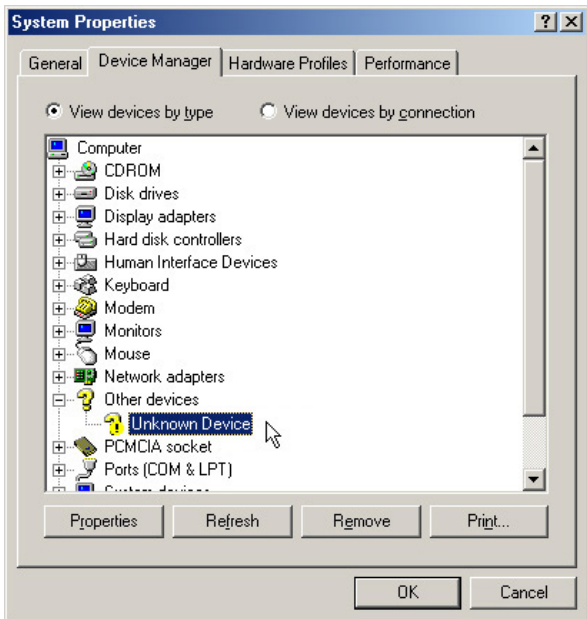 System Properties
General Device Manager Hardware Profiles Performance
View devices by type View devices by connection
Computer
CDROM
Disk drives
Display adapters
Hard disk controllers
Human Interface Devices
Keyboard
Modem
Monitors
Mouse
Network adapters
Other devices
Unknown Device
PCMCIA socket
Ports (COM & LPT)
System devices
Properties Refresh Remove Print...
OK Cancel